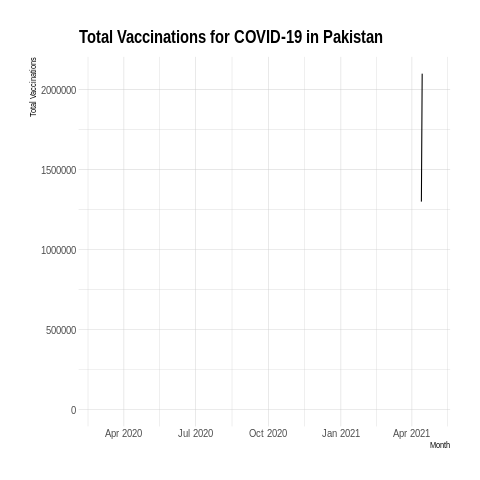 Total Vaccinations for COVID-19 in Pakistan
Total Vaccinations
2000000
1500000
1000000
500000
0
Apr 2020 Jul 2020 Oct 2020 Jan 2021 Apr 2021
Month